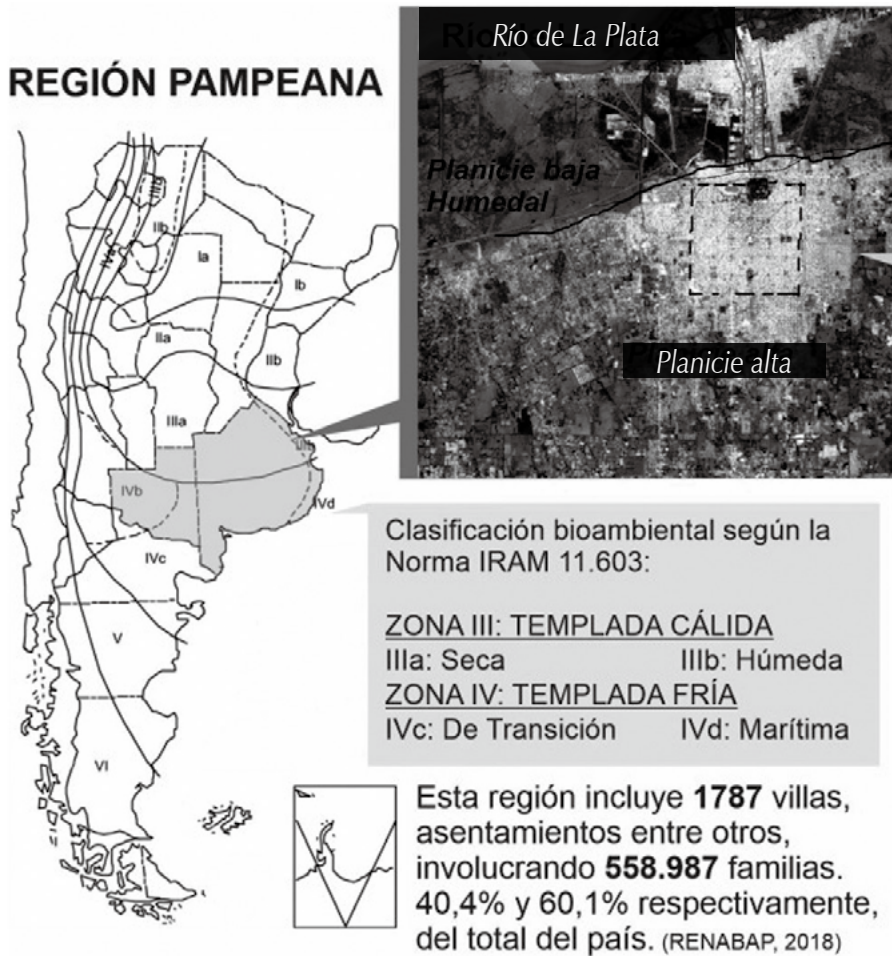 REGIÓN PAMPEANA
Río de La Plata
Planicie baja
Humedal
Planicie alta
IIb
Ia
Ib
IIa
IIb
IIIa
IVb
IVd
IVc
V
VI
Clasificación bioambiental según la
Norma IRAM 11.603:
ZONA III: TEMPLADA CÁLIDA
IIIa: Seca IIIb: Húmeda
ZONA IV: TEMPLADA FRÍA
IVc: De Transición IVd: Marítima
Esta región incluye 1787 villas,
asentamientos entre otros,
involucrando 558.987 familias.
40,4% y 60,1% respectivamente,
del total del país. (RENABAP, 2018)